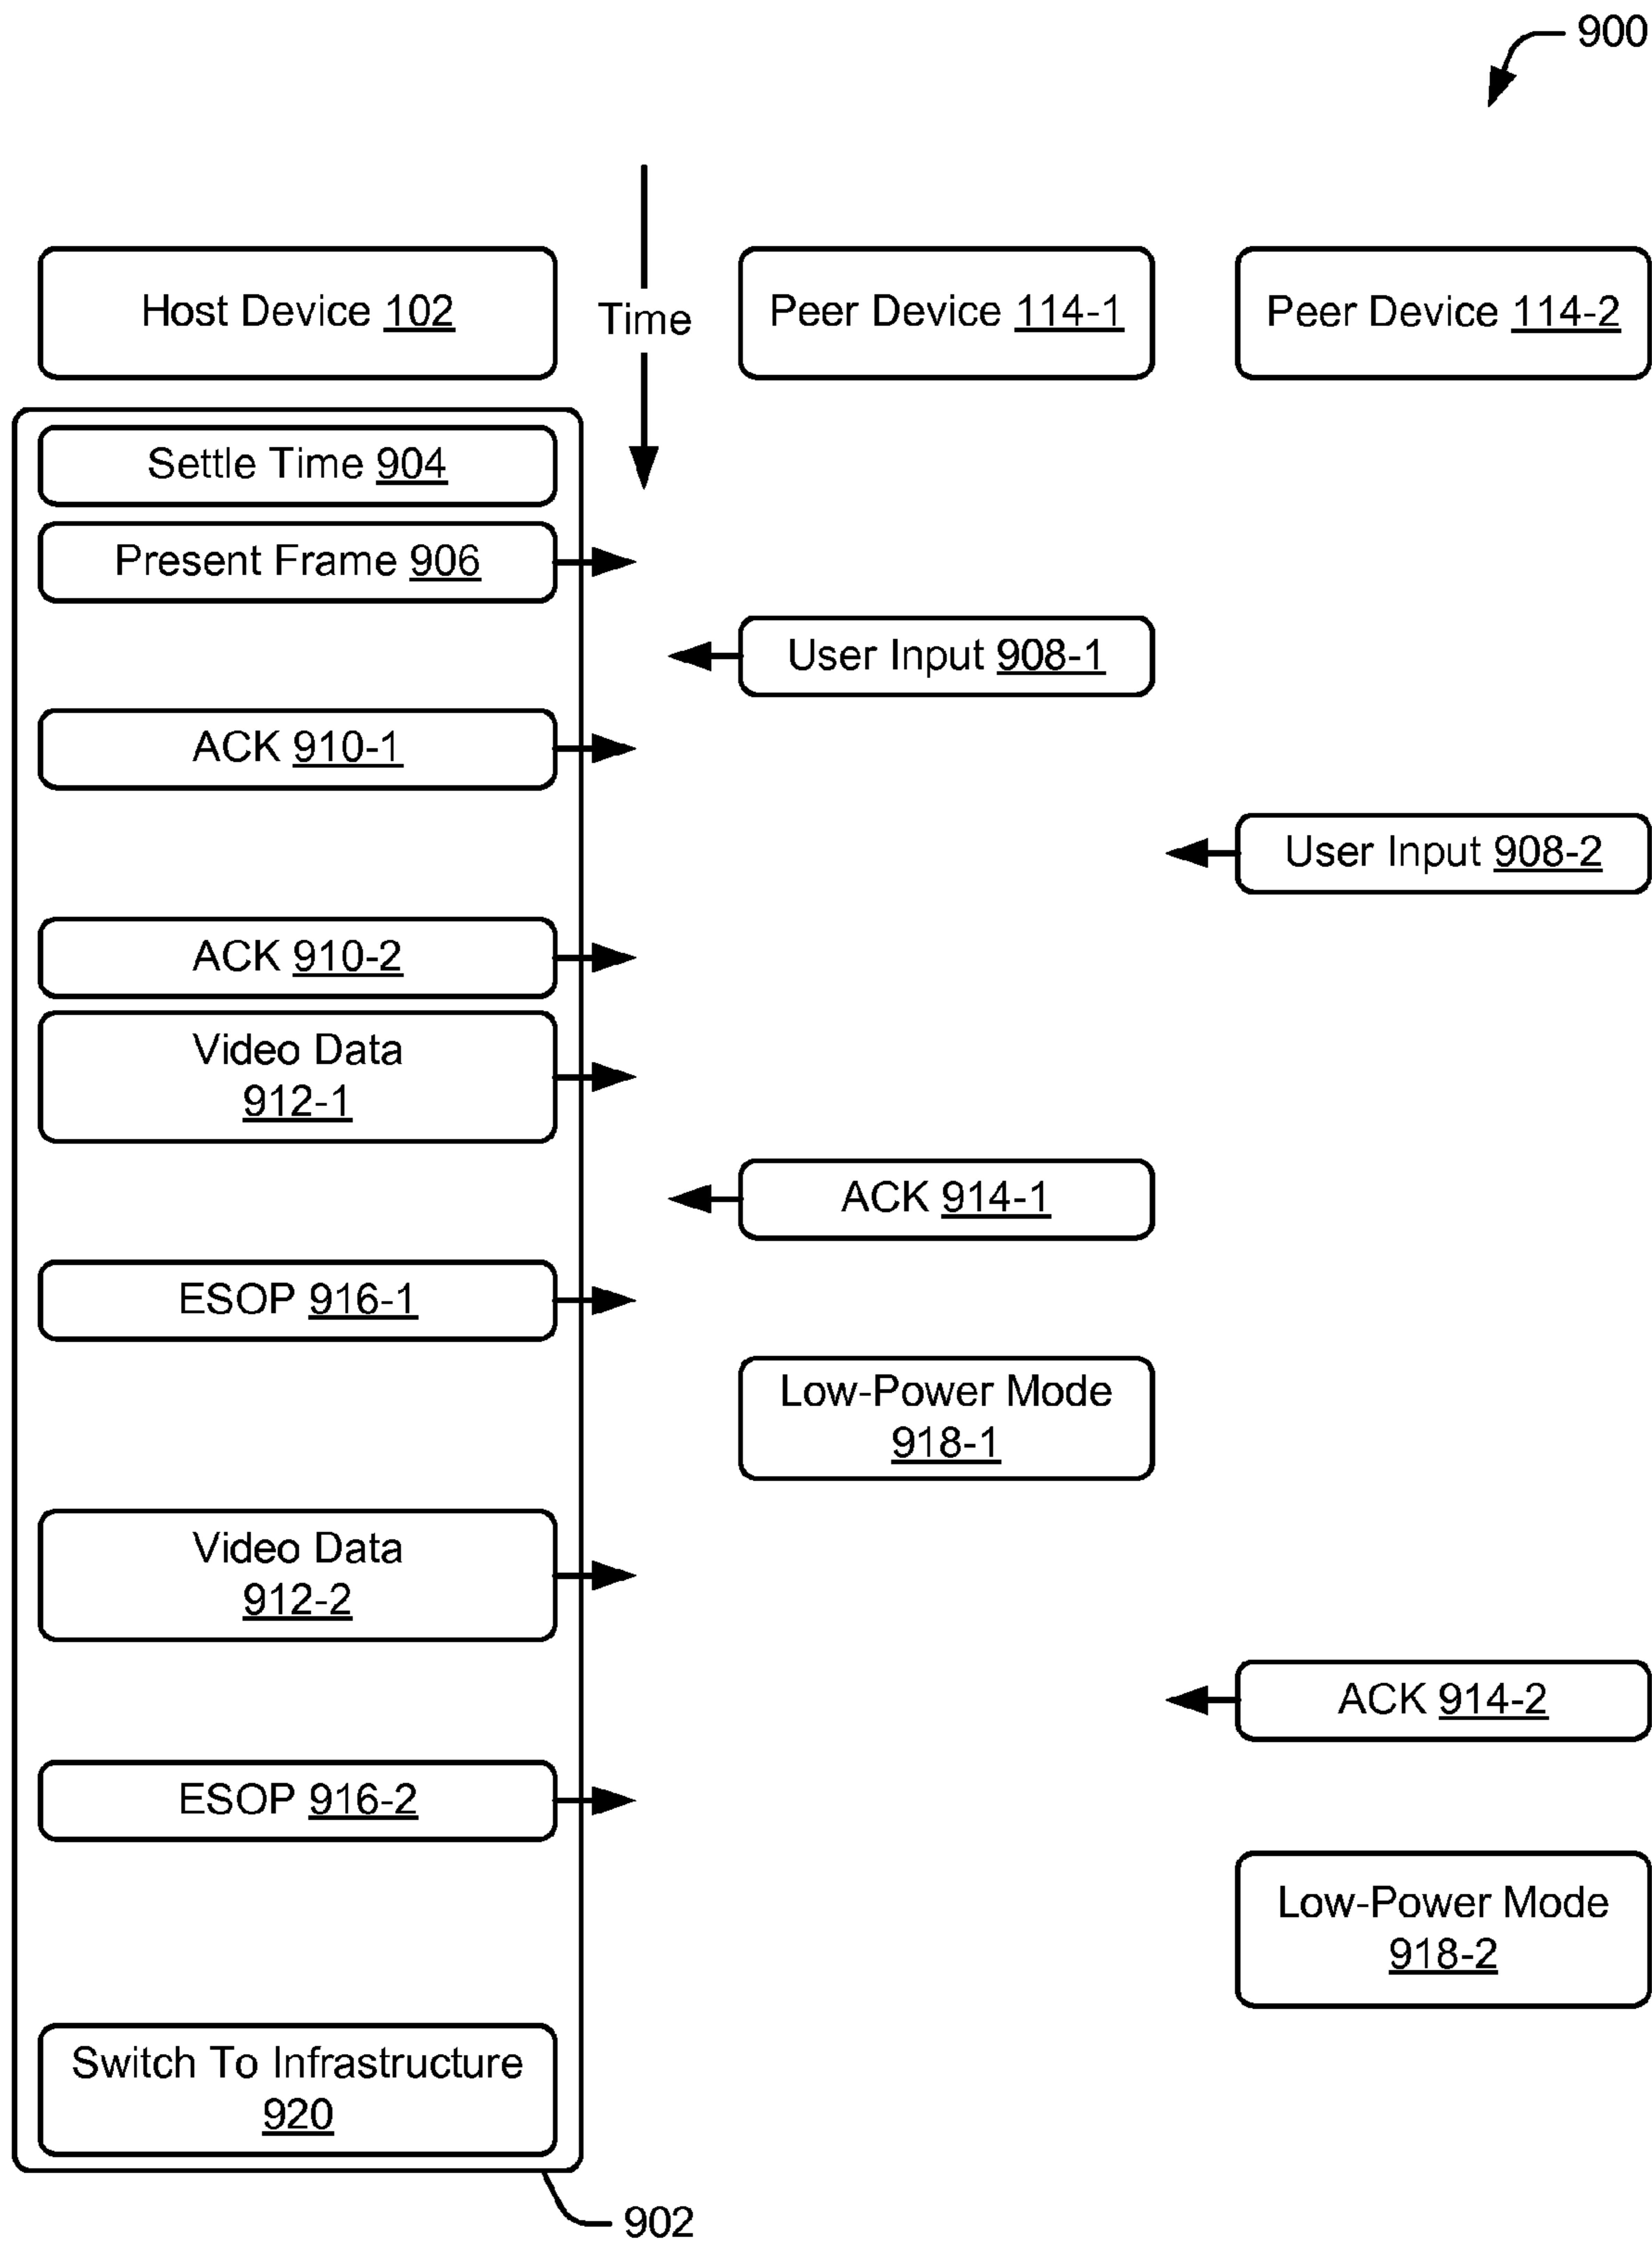 900
Host Device 102
Time
Peer Device 114-1
Peer Device 114-2
Settle Time 904
Present Frame 906
User Input 908-1
ACK 910-1
User Input 908-2
ACK 910-2
Video Data
912-1
ACK 914-1
ESOP 916-1
Low-Power Mode
918-1
Video Data
912-2
ACK 914-2
ESOP 916-2
Low-Power Mode
918-2
Switch To Infrastructure
920
902